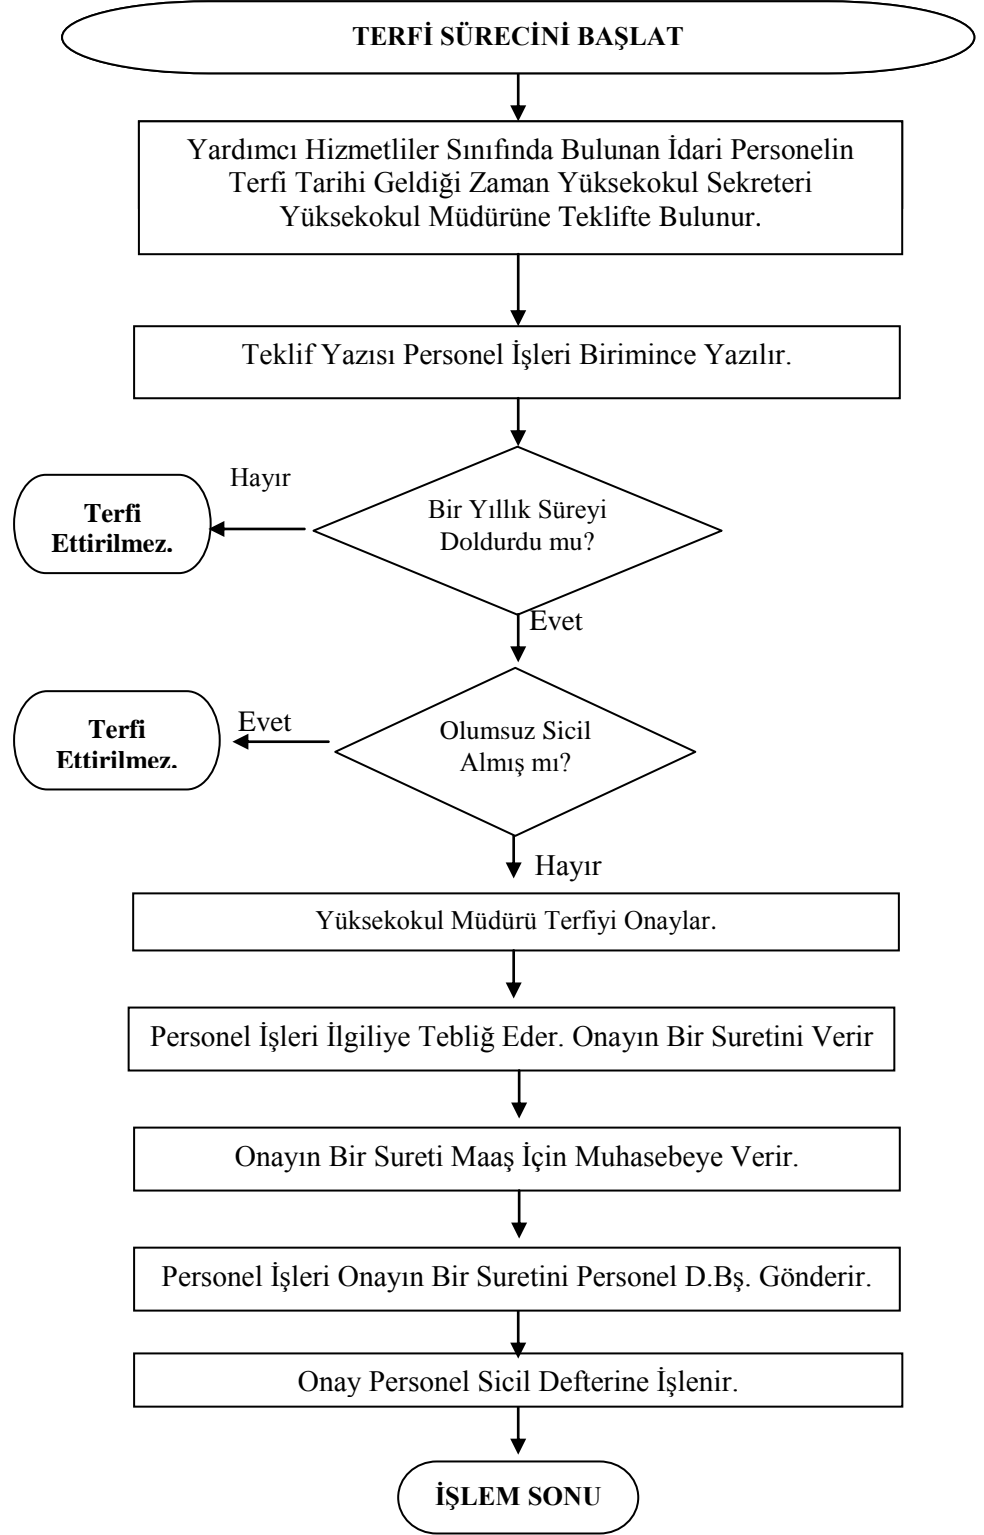 TERFİ SÜRECİNİ BAŞLAT
Yardımcı Hizmetliler Sınıfında Bulunan İdari Personelin
Terfi Tarihi Geldiği Zaman Yüksekokul Sekreteri
Yüksekokul Müdürüne Teklifte Bulunur.
Teklif Yazısı Personel İşleri Birimince Yazılır.
Hayır
Terfi
Ettirilmez.
Bir Yıllık Süreyi
Doldurdu mu?
Evet
Terfi
Ettirilmez.
Evet
Olumsuz Sicil
Almış mı?
Hayır
Yüksekokul Müdürü Terfiyi Onaylar.
Personel İşleri İlgiliye Tebliğ Eder. Onayın Bir Suretini Verir
Onayın Bir Sureti Maaş İçin Muhasebeye Verir.
Personel İşleri Onayın Bir Suretini Personel D.Bş. Gönderir.
Onay Personel Sicil Defterine İşlenir.
İŞLEM SONU